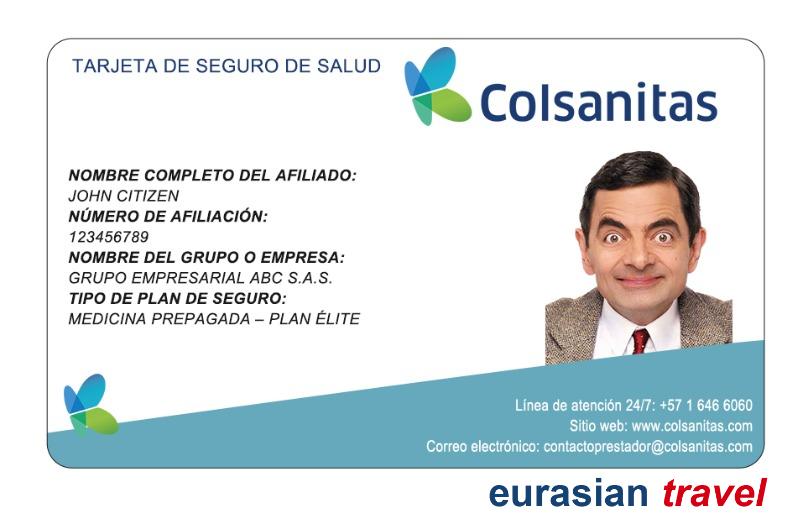 TARJETA DE SEGURO DE SALUD
Colsanitas
NOMBRE COMPLETO DEL AFILIADO:
JOHN CITIZEN
NÚMERO DE AFILIACIÓN:
123456789
NOMBRE DEL GRUPO O EMPRESA:
GRUPO EMPRESARIAL ABC S.A.S.
TIPO DE PLAN DE SEGURO:
MEDICINA PREPAGADA – PLAN ÉLITE
Línea de atención 24/7: +57 1 646 6060
Sitio web: www.colsanitas.com
Correo electrónico: contactoprestador@colsanitas.com
eurasian travel